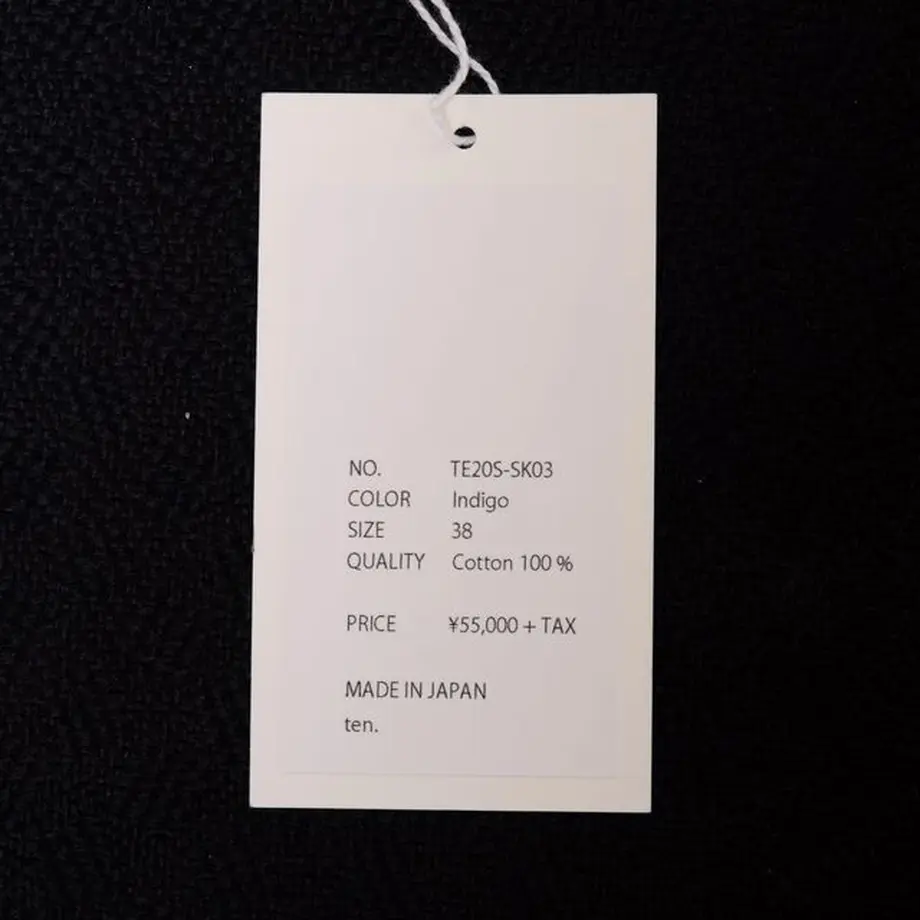 NO. TE20S-SK03
COLOR Indigo
SIZE 38
QUALITY Cotton 100 %
PRICE ¥55,000 + TAX
MADE IN JAPAN
ten.